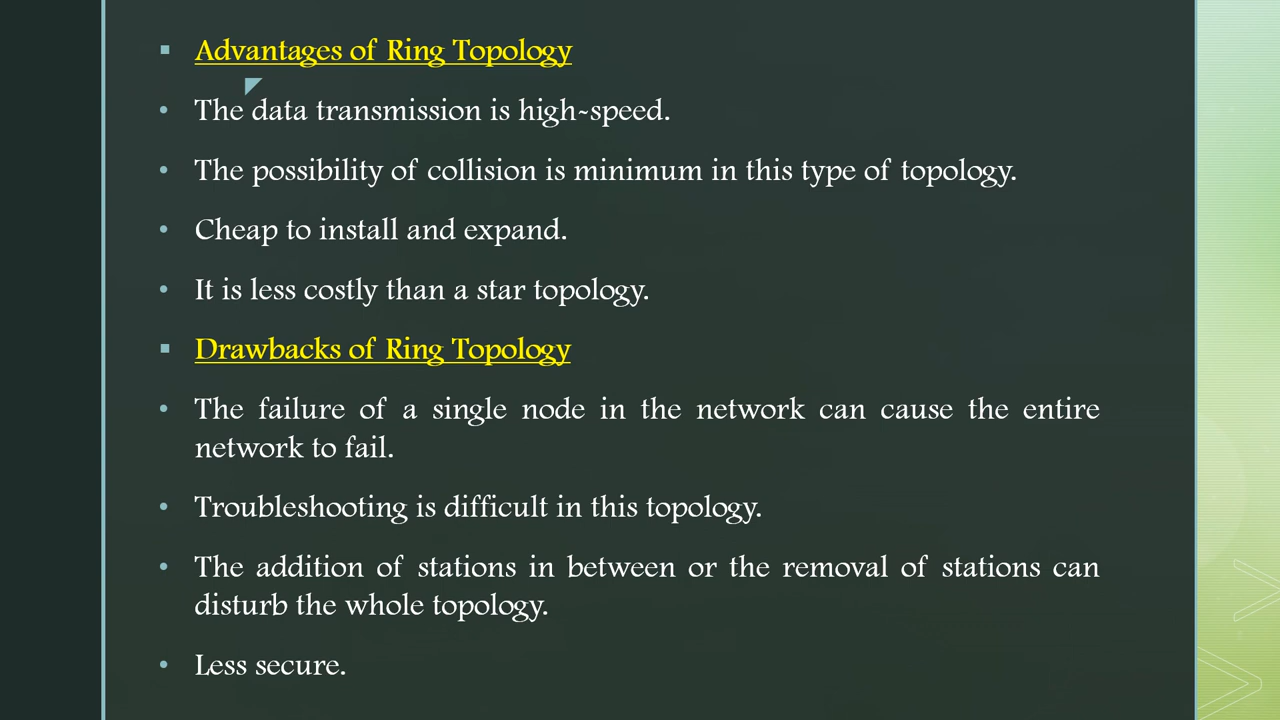 Advantages of Ring Topology
The data transmission is high-speed.
The possibility of collision is minimum in this type of topology.
Cheap to install and expand.
It is less costly than a star topology.
Drawbacks of Ring Topology
The failure of a single node in the network can cause the entire
network to fail.
Troubleshooting is difficult in this topology.
The addition of stations in between or the removal of stations can
disturb the whole topology.
Less secure.